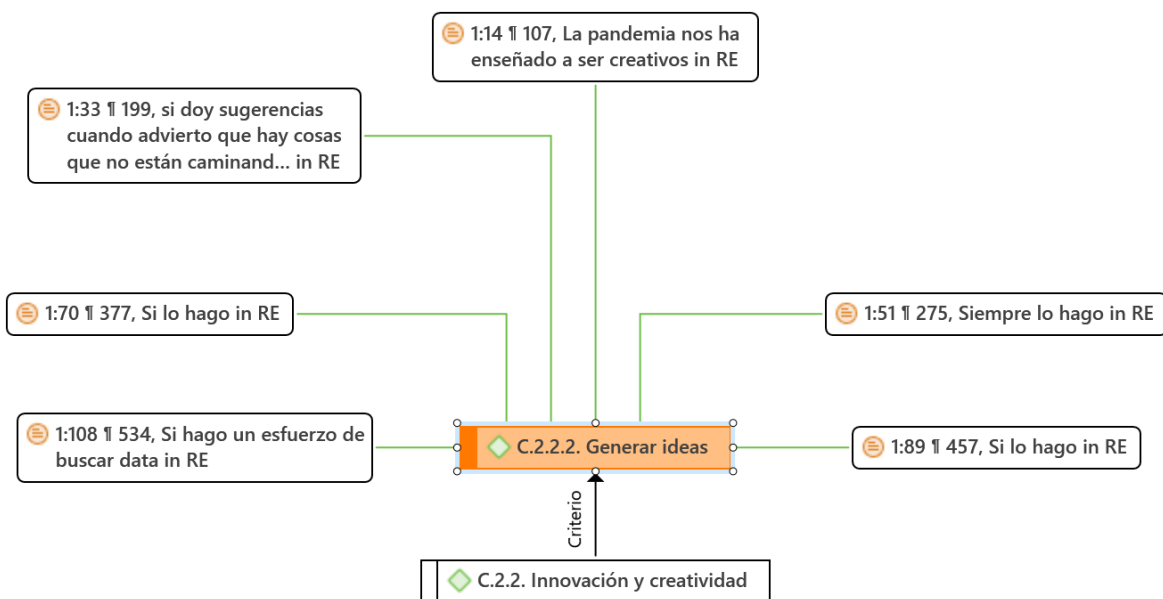 1:14 ¶ 107, La pandemia nos ha
enseñado a ser creativos in RE
1:33 ¶ 199, si doy sugerencias
cuando advierto que hay cosas
que no están caminand... in RE
1:70 ¶ 377, Si lo hago in RE
1:51 ¶ 275, Siempre lo hago in RE
1:108 ¶ 534, Si hago un esfuerzo de
buscar data in RE
C.2.2.2. Generar ideas
1:89 ¶ 457, Si lo hago in RE
Criterio
C.2.2. Innovación y creatividad